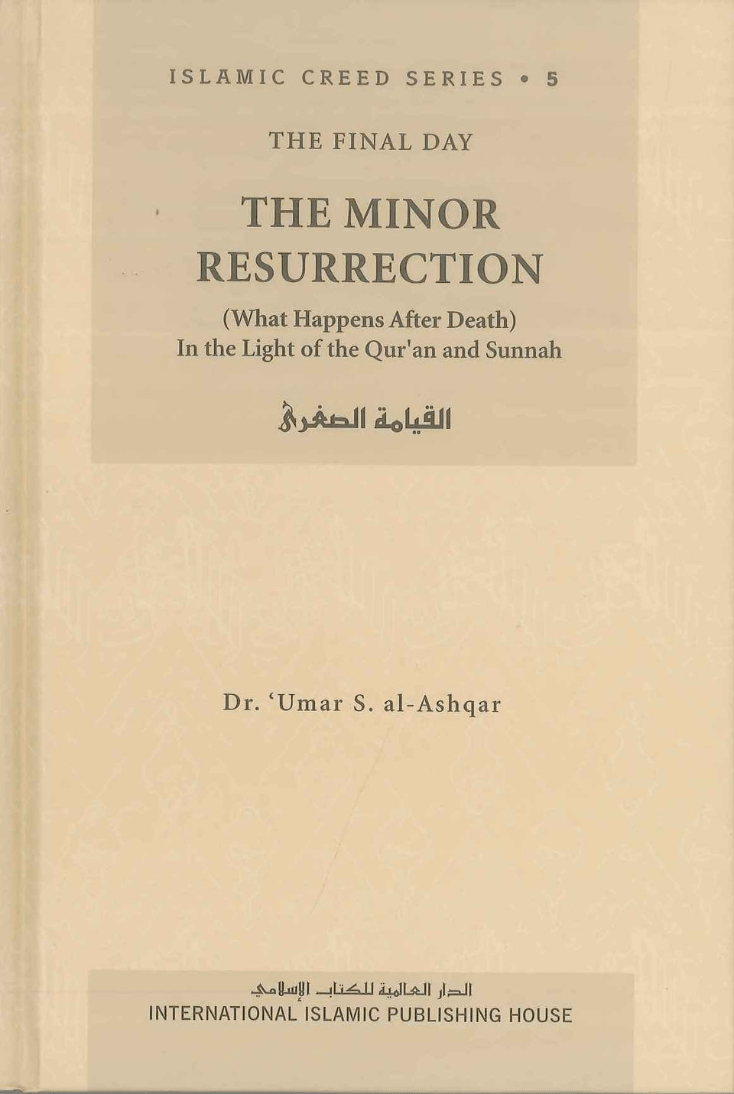 ISLAMIC CREED SERIES • 5
THE FINAL DAY
THE MINOR
RESURRECTION
(What Happens After Death)
In the Light of the Qur'an and Sunnah
القيامة الصغرى
Dr. ‘Umar S. al-Ashqar
الدار العالمية للكتاب الإسلامي
INTERNATIONAL ISLAMIC PUBLISHING HOUSE